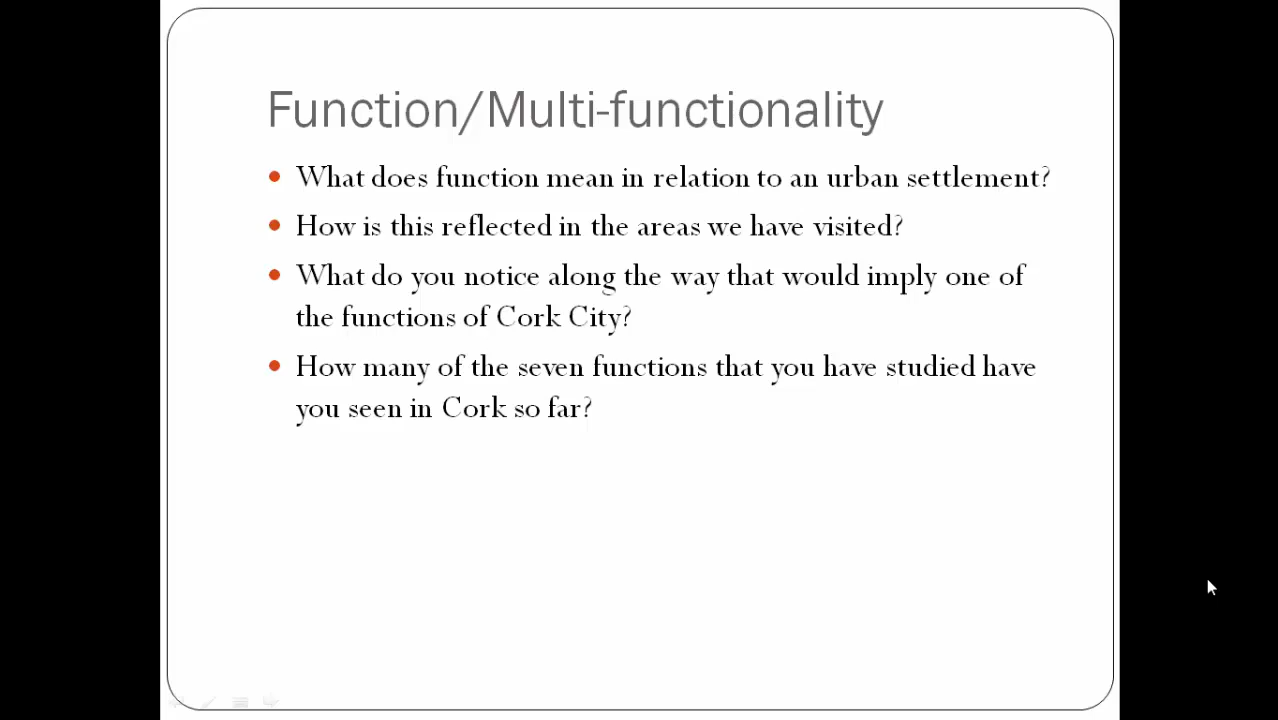 Function/Multi-functionality
What does function mean in relation to an urban settlement?
How is this reflected in the areas we have visited?
What do you notice along the way that would imply one of
the functions of Cork City?
How many of the seven functions that you have studied have
you seen in Cork so far?